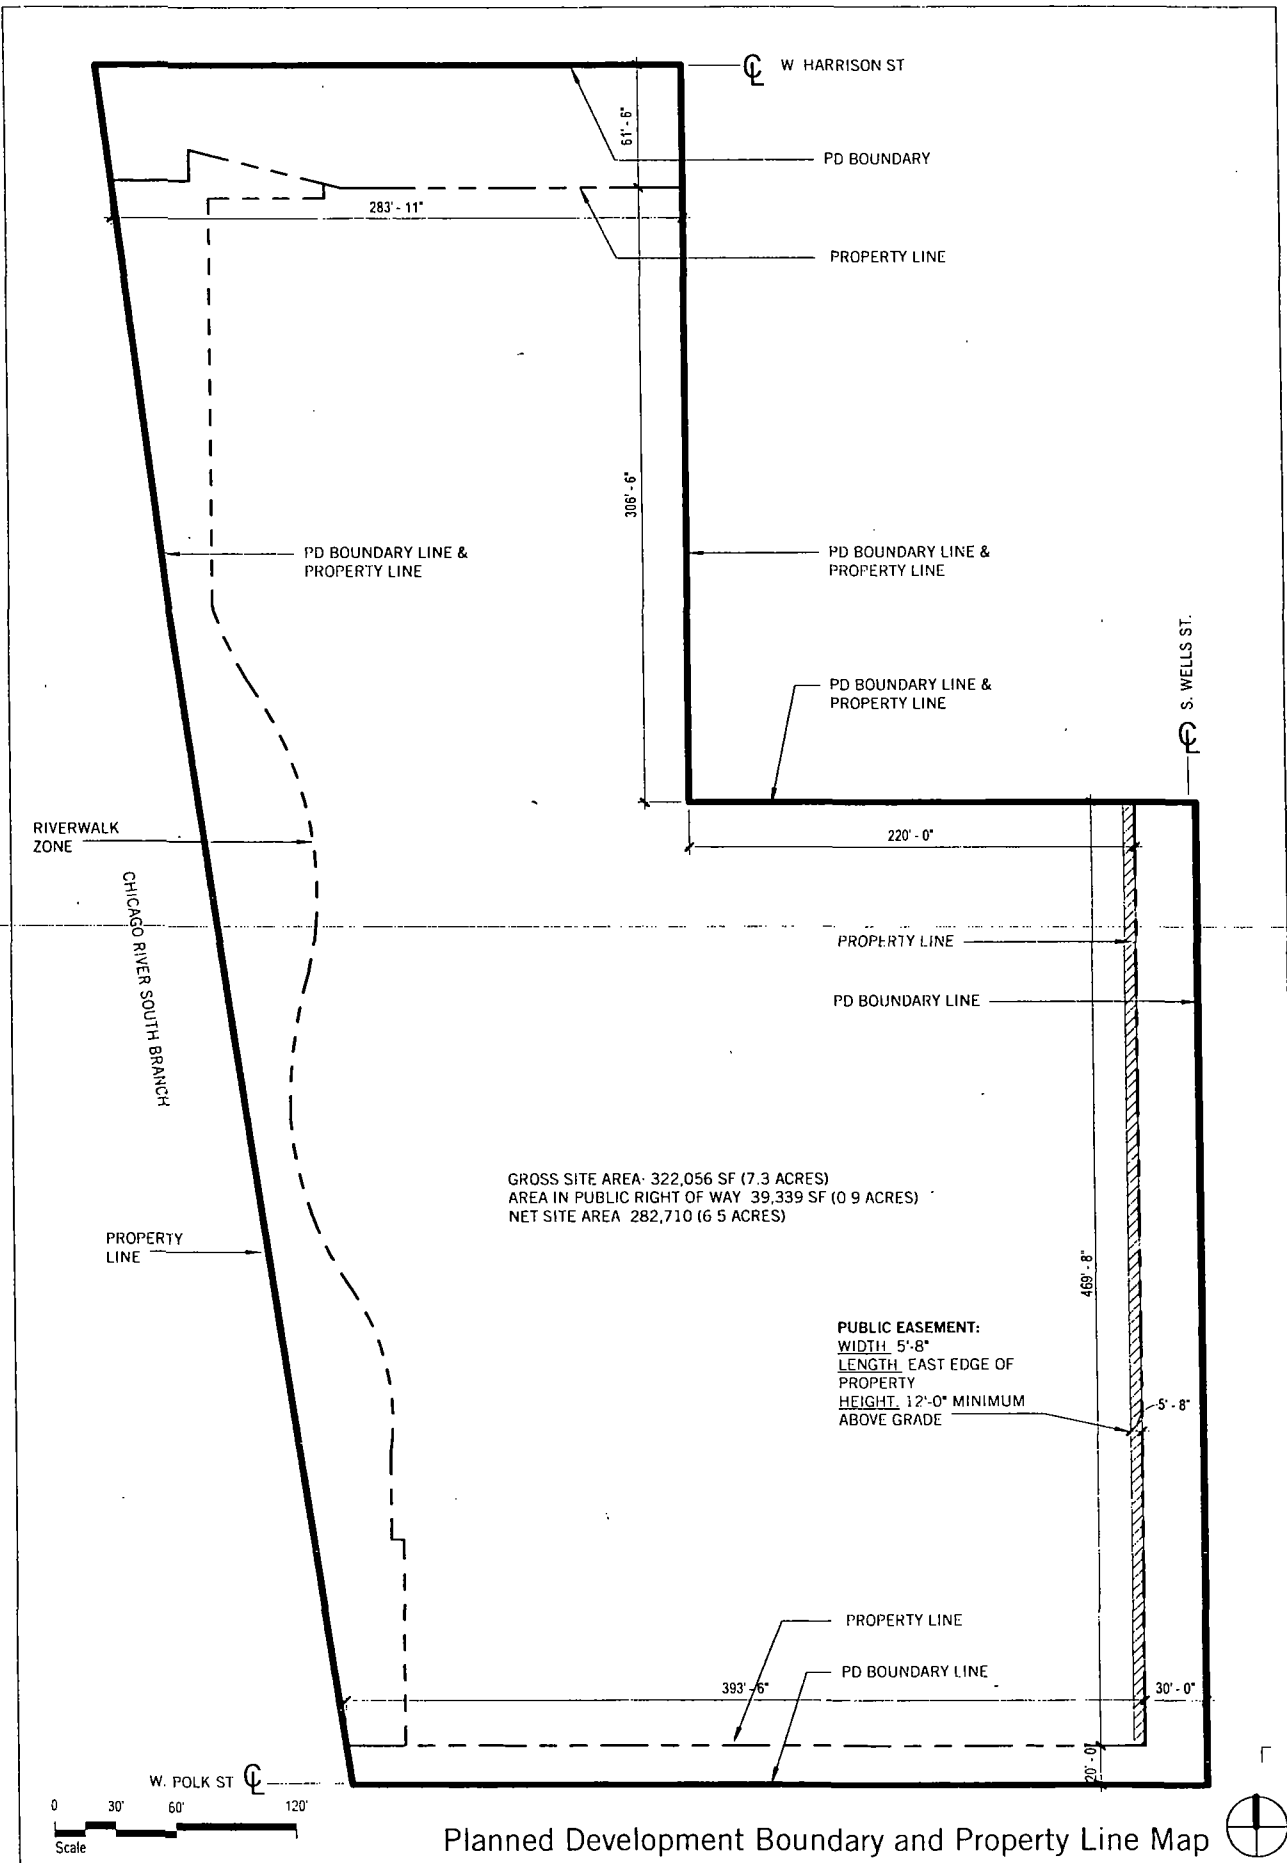 ℄ W HARRISON ST
61' - 6"
PD BOUNDARY
283' - 11"
PROPERTY LINE
306' - 6"
PD BOUNDARY LINE &
PROPERTY LINE
PD BOUNDARY LINE &
PROPERTY LINE
PD BOUNDARY LINE &
PROPERTY LINE
℄ S. WELLS ST.
RIVERWALK
ZONE
220' - 0"
CHICAGO RIVER SOUTH BRANCH
PROPERTY LINE
PD BOUNDARY LINE
GROSS SITE AREA· 322,056 SF (7.3 ACRES)
AREA IN PUBLIC RIGHT OF WAY 39,339 SF (0 9 ACRES)
NET SITE AREA 282,710 (6 5 ACRES)
PROPERTY
LINE
469' - 8"
PUBLIC EASEMENT:
WIDTH 5'-8"
LENGTH EAST EDGE OF
PROPERTY
HEIGHT. 12'-0" MINIMUM
ABOVE GRADE
5' - 8"
PROPERTY LINE
PD BOUNDARY LINE
393' - 6"
30' - 0"
20' - 0"
W. POLK ST ℄
0 30' 60' 120'
Scale
Planned Development Boundary and Property Line Map